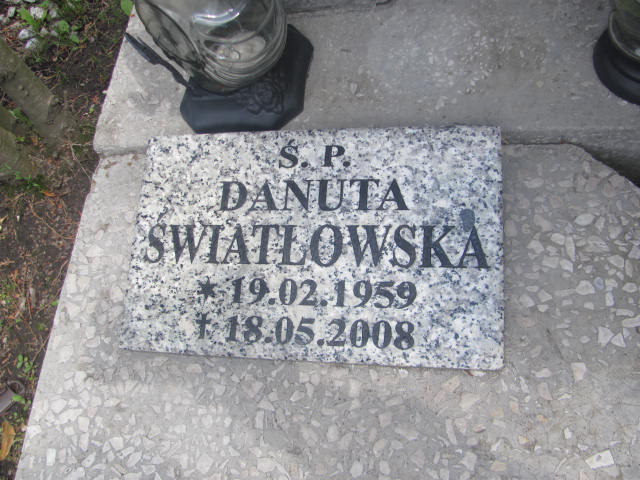 Ś. P.
DANUTA
ŚWIATŁOWSKA
* 19.02.1959
† 18.05.2008